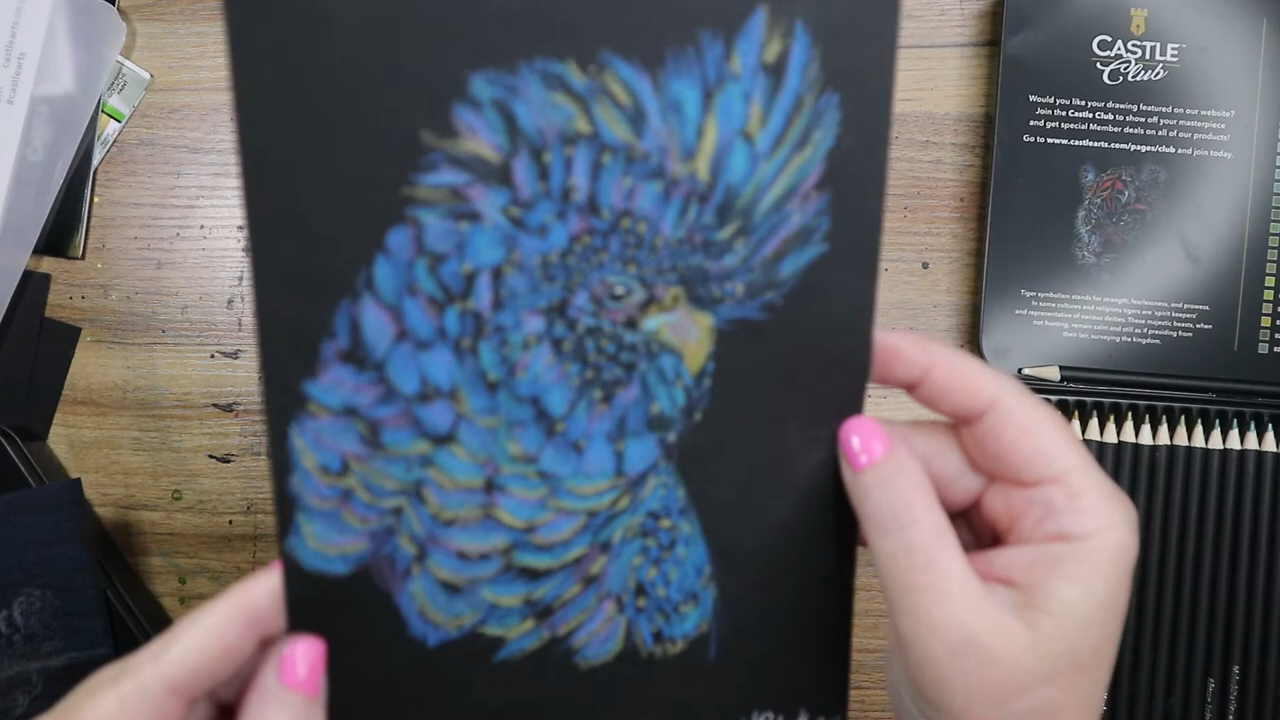 castlearts
#castlearts
CASTLE
Club
Would you like your drawing featured on our website?
Join the Castle Club to show off your masterpiece
and get special Member deals on all of our products!
Go to www.castlearts.com/pages/club and join today.
Tiger symbolism stands for strength, fearlessness, and prowess.
In some cultures and religions tigers are 'spirit keepers'
and representative of various deities. These majestic beasts, when
not hunting, remain calm and still as if presiding from
their lair, surveying the kingdom.